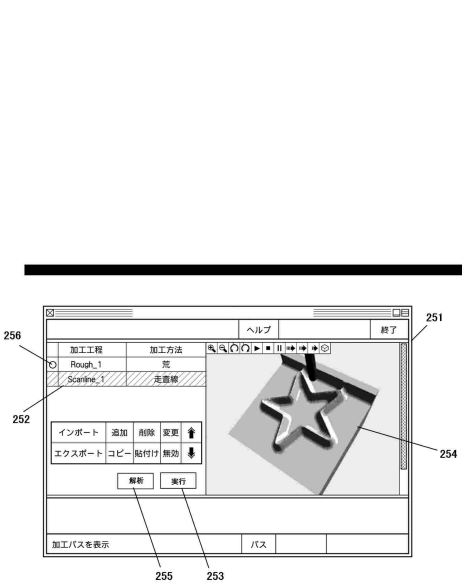 ヘルプ 終了
251
256
加工工程 加工方法
Rough_1 荒
Scanline_1 走査線
252
インポート 追加 削除 変更
エクスポート コピー 貼付け 無効
254
解析 実行
加工パスを表示 パス
255 253